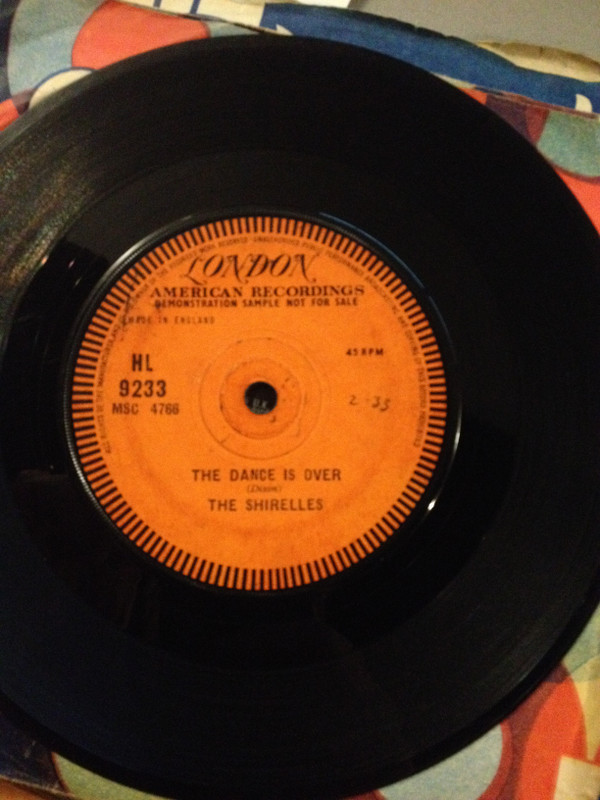 LONDON
AMERICAN RECORDINGS
DEMONSTRATION SAMPLE NOT FOR SALE
MADE IN ENGLAND
HL
9233
MSC 4766
45 RPM
2-35
THE DANCE IS OVER
(Dixon)
THE SHIRELLES